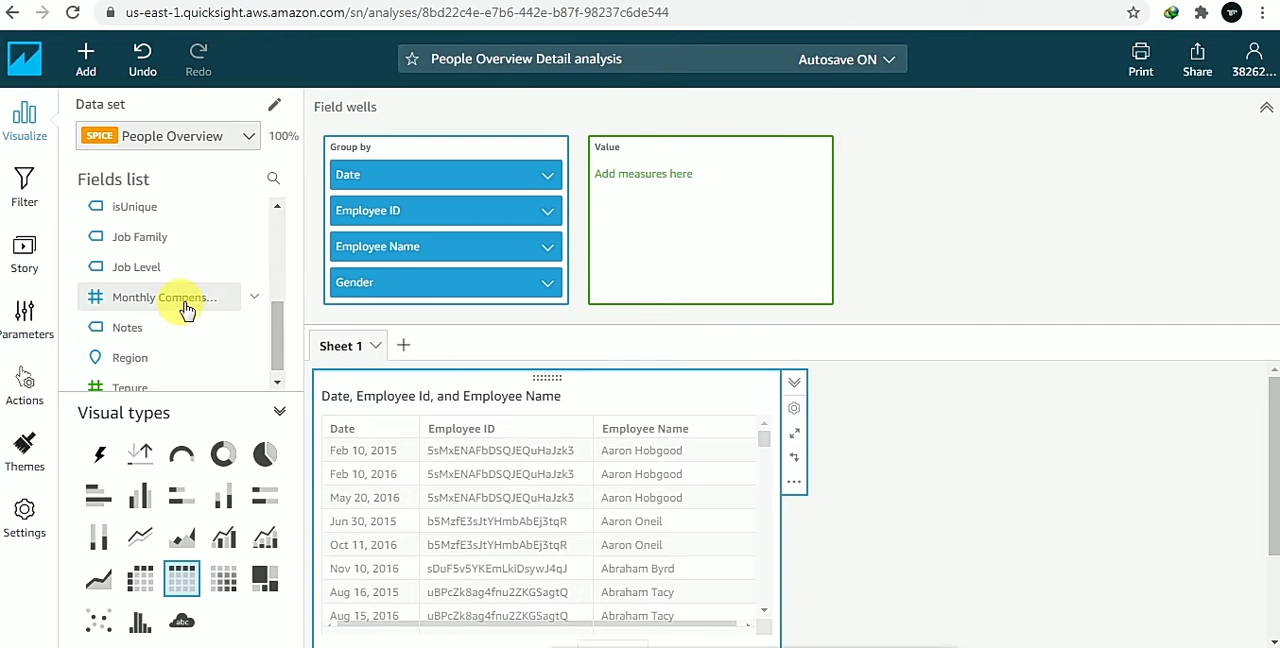 us-east-1.quicksight.aws.amazon.com/sn/analyses/8bd22c4e-e7b6-442e-b87f-98237c6de544
Add
Undo
Redo
People Overview Detail analysis
Autosave ON
Print
Share
38262...
Visualize
Filter
Story
Parameters
Actions
Themes
Settings
Data set
SPICE People Overview
100%
Fields list
isUnique
Job Family
Job Level
Monthly Compens...
Notes
Region
Tenure
Visual types
abc
Field wells
Group by
Date
Employee ID
Employee Name
Gender
Value
Add measures here
Sheet 1
Date, Employee Id, and Employee Name
Date Employee ID Employee Name
Feb 10, 2015 5sMxENAFbDSQJEQuHaJzk3 Aaron Hobgood
Feb 10, 2016 5sMxENAFbDSQJEQuHaJzk3 Aaron Hobgood
May 20, 2016 5sMxENAFbDSQJEQuHaJzk3 Aaron Hobgood
Jun 30, 2015 b5MzfE3sJtYHmbAbEj3tqR Aaron Oneil
Oct 11, 2016 b5MzfE3sJtYHmbAbEj3tqR Aaron Oneil
Nov 10, 2016 sDuF5v5YKEmLkiDsywJ4qJ Abraham Byrd
Aug 16, 2015 uBPcZk8ag4fnu2ZKGSagtQ Abraham Tacy
Aug 15, 2016 uBPcZk8ag4fnu2ZKGSagtQ Abraham Tacy